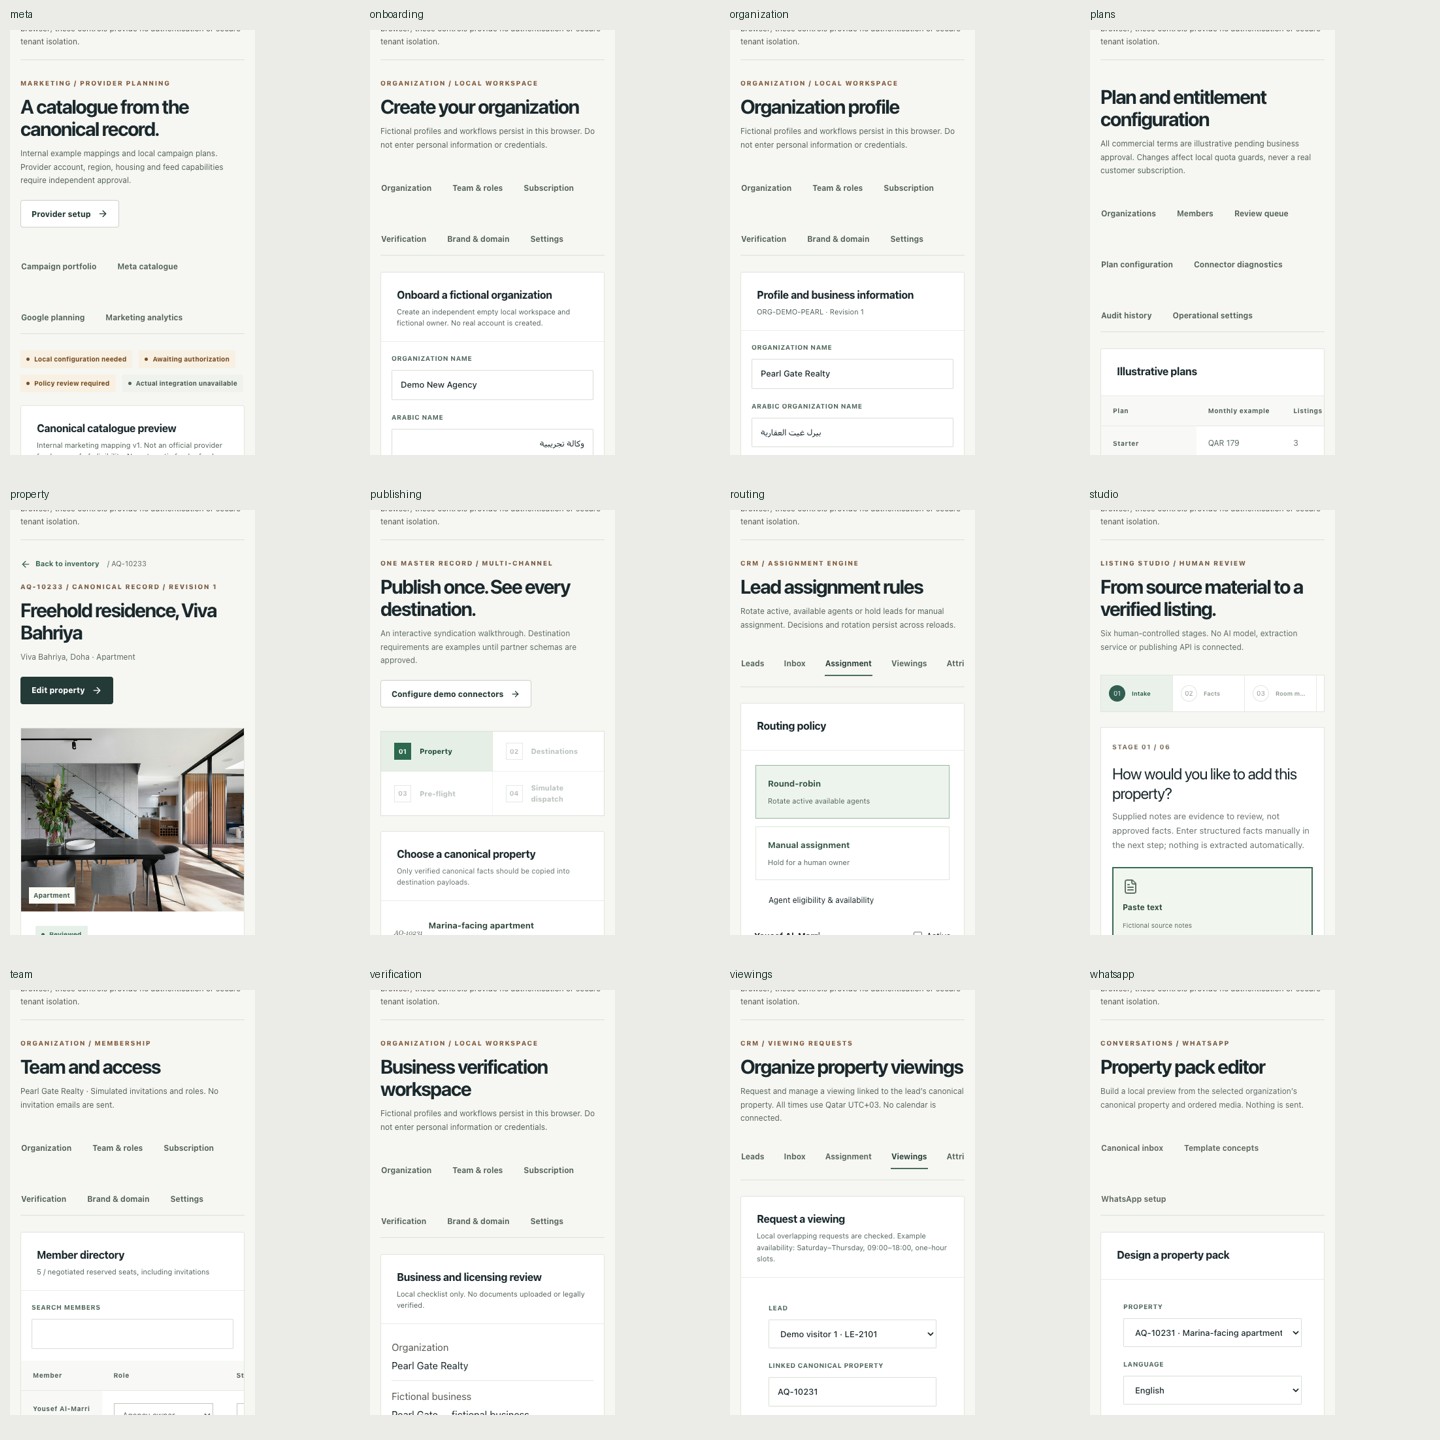 meta
tenant isolation.
MARKETING / PROVIDER PLANNING
A catalogue from the
canonical record.
Internal example mappings and local campaign plans.
Provider account, region, housing and feed capabilities
require independent approval.
Provider setup
Campaign portfolio Meta catalogue
Google planning Marketing analytics
Local configuration needed Awaiting authorization
Policy review required Actual integration unavailable
Canonical catalogue preview
Internal marketing mapping v1. Not an official provider
onboarding
tenant isolation.
ORGANIZATION / LOCAL WORKSPACE
Create your organization
Fictional profiles and workflows persist in this browser. Do
not enter personal information or credentials.
Organization Team & roles Subscription
Verification Brand & domain Settings
Onboard a fictional organization
Create an independent empty local workspace and
fictional owner. No real account is created.
ORGANIZATION NAME
Demo New Agency
ARABIC NAME
وكالة تجريبية
organization
tenant isolation.
ORGANIZATION / LOCAL WORKSPACE
Organization profile
Fictional profiles and workflows persist in this browser. Do
not enter personal information or credentials.
Organization Team & roles Subscription
Verification Brand & domain Settings
Profile and business information
ORG-DEMO-PEARL · Revision 1
ORGANIZATION NAME
Pearl Gate Realty
ARABIC ORGANIZATION NAME
بيرل غيت العقارية
plans
tenant isolation.
Plan and entitlement
configuration
All commercial terms are illustrative pending business
approval. Changes affect local quota guards, never a real
customer subscription.
Organizations Members Review queue
Plan configuration Connector diagnostics
Audit history Operational settings
Illustrative plans
Plan Monthly example Listings
Starter QAR 179 3
property
tenant isolation.
Back to inventory / AQ-10233
AQ-10233 / CANONICAL RECORD / REVISION 1
Freehold residence, Viva
Bahriya
Viva Bahriya, Doha · Apartment
Edit property
Apartment
Reviewed
publishing
tenant isolation.
ONE MASTER RECORD / MULTI-CHANNEL
Publish once. See every
destination.
An interactive syndication walkthrough. Destination
requirements are examples until partner schemas are
approved.
Configure demo connectors
01 Property 02 Destinations
03 Pre-flight 04 Simulate
dispatch
Choose a canonical property
Only verified canonical facts should be copied into
destination payloads.
Marina-facing apartment
routing
tenant isolation.
CRM / ASSIGNMENT ENGINE
Lead assignment rules
Rotate active, available agents or hold leads for manual
assignment. Decisions and rotation persist across reloads.
Leads Inbox Assignment Viewings Attri
Routing policy
Round-robin
Rotate active available agents
Manual assignment
Hold for a human owner
Agent eligibility & availability
studio
tenant isolation.
LISTING STUDIO / HUMAN REVIEW
From source material to a
verified listing.
Six human-controlled stages. No AI model, extraction
service or publishing API is connected.
01 Intake 02 Facts 03 Room m...
STAGE 01 / 06
How would you like to add this
property?
Supplied notes are evidence to review, not
approved facts. Enter structured facts manually in
the next step; nothing is extracted automatically.
Paste text
Fictional source notes
team
tenant isolation.
ORGANIZATION / MEMBERSHIP
Team and access
Pearl Gate Realty · Simulated invitations and roles. No
invitation emails are sent.
Organization Team & roles Subscription
Verification Brand & domain Settings
Member directory
5 / negotiated reserved seats, including invitations
SEARCH MEMBERS
Member Role St
Yousef Al-Marri
verification
tenant isolation.
ORGANIZATION / LOCAL WORKSPACE
Business verification
workspace
Fictional profiles and workflows persist in this browser. Do
not enter personal information or credentials.
Organization Team & roles Subscription
Verification Brand & domain Settings
Business and licensing review
Local checklist only. No documents uploaded or legally
verified.
Organization
Pearl Gate Realty
Fictional business
viewings
tenant isolation.
CRM / VIEWING REQUESTS
Organize property viewings
Request and manage a viewing linked to the lead's canonical
property. All times use Qatar UTC+03. No calendar is
connected.
Leads Inbox Assignment Viewings Attri
Request a viewing
Local overlapping requests are checked. Example
availability: Saturday–Thursday, 09:00–18:00, one-hour
slots.
LEAD
Demo visitor 1 · LE-2101
LINKED CANONICAL PROPERTY
AQ-10231
whatsapp
tenant isolation.
CONVERSATIONS / WHATSAPP
Property pack editor
Build a local preview from the selected organization's
canonical property and ordered media. Nothing is sent.
Canonical inbox Template concepts
WhatsApp setup
Design a property pack
PROPERTY
AQ-10231 · Marina-facing apartment
LANGUAGE
English